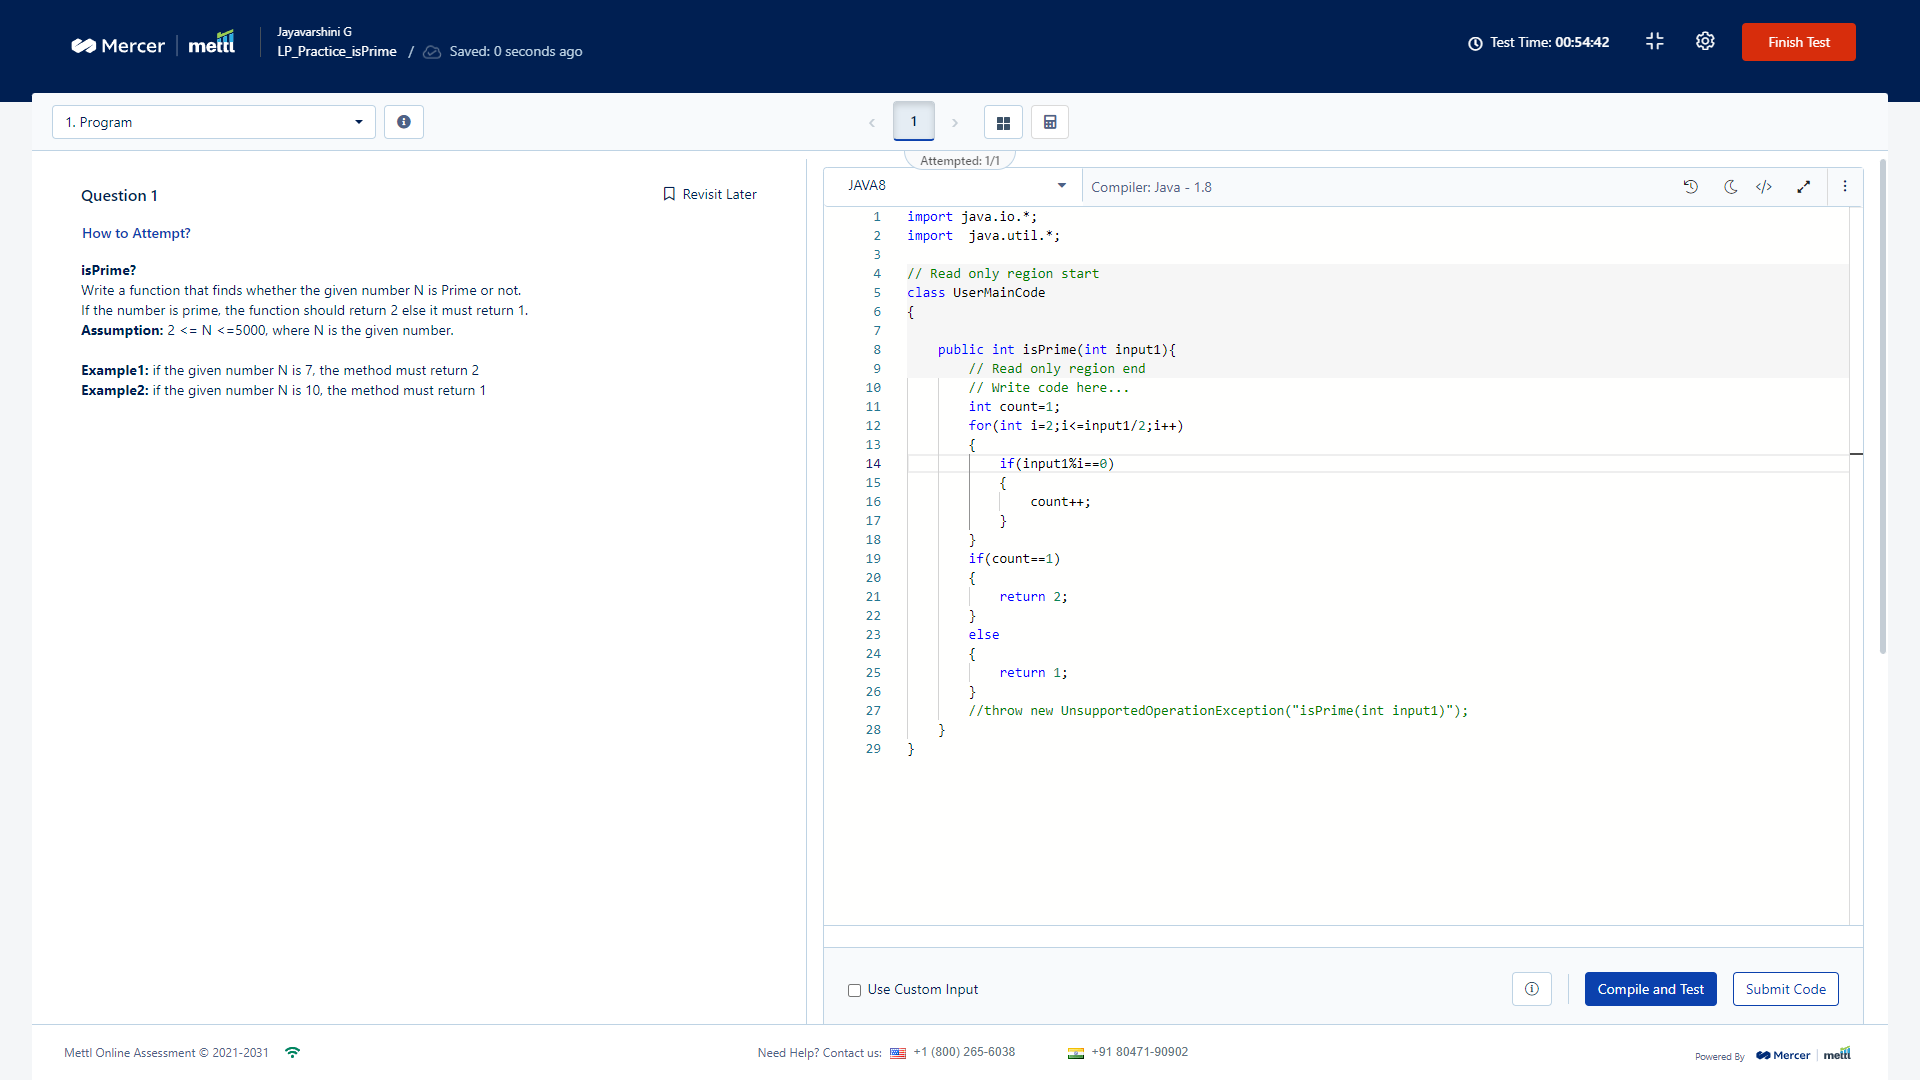 Mercer | mettl
Jayavarshini G
LP_Practice_isPrime / Saved: 0 seconds ago
Test Time: 00:54:42
Finish Test
1. Program
1
Attempted: 1/1
Question 1
Revisit Later
How to Attempt?
isPrime?
Write a function that finds whether the given number N is Prime or not.
If the number is prime, the function should return 2 else it must return 1.
Assumption: 2 <= N <=5000, where N is the given number.
Example1: if the given number N is 7, the method must return 2
Example2: if the given number N is 10, the method must return 1
JAVA8
Compiler: Java - 1.8
1 import java.io.*;
2 import  java.util.*;
3
4 // Read only region start
5 class UserMainCode
6 {
7
8     public int isPrime(int input1){
9         // Read only region end
10         // Write code here...
11         int count=1;
12         for(int i=2;i<=input1/2;i++)
13         {
14             if(input1%i==0)
15             {
16                 count++;
17             }
18         }
19         if(count==1)
20         {
21             return 2;
22         }
23         else
24         {
25             return 1;
26         }
27         //throw new UnsupportedOperationException("isPrime(int input1)");
28     }
29 }
Use Custom Input
Compile and Test
Submit Code
Mettl Online Assessment © 2021-2031
Need Help? Contact us: +1 (800) 265-6038
+91 80471-90902
Powered By Mercer | mettl